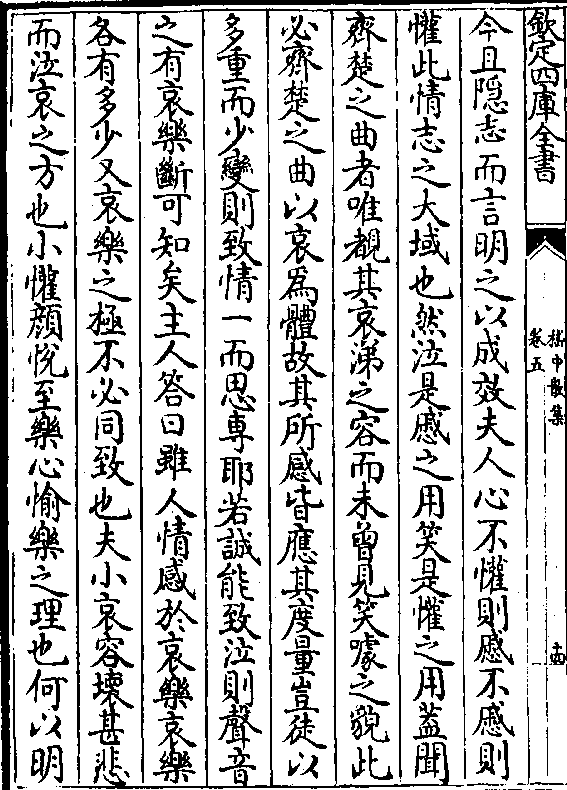 欽定四庫全書
嵇中散集
卷五
十四
今且隱志而言明之以成效夫人心不懽則慼不慼則
懽此情志之大域也然泣是慼之用笑是懽之用蓋聞
齊楚之曲者唯覩其哀涕之容而未曾見笑噱之貌此
必齊楚之曲以哀為體故其所感皆應其度量豈徒以
多重而少變則致情一而思專耶若誠能致泣則聲音
之有哀樂斷可知矣主人答曰雖人情感於哀樂哀樂
各有多少又哀樂之極不必同致也夫小哀容壞甚悲
而泣哀之方也小懽顔悅至樂心愉樂之理也何以明